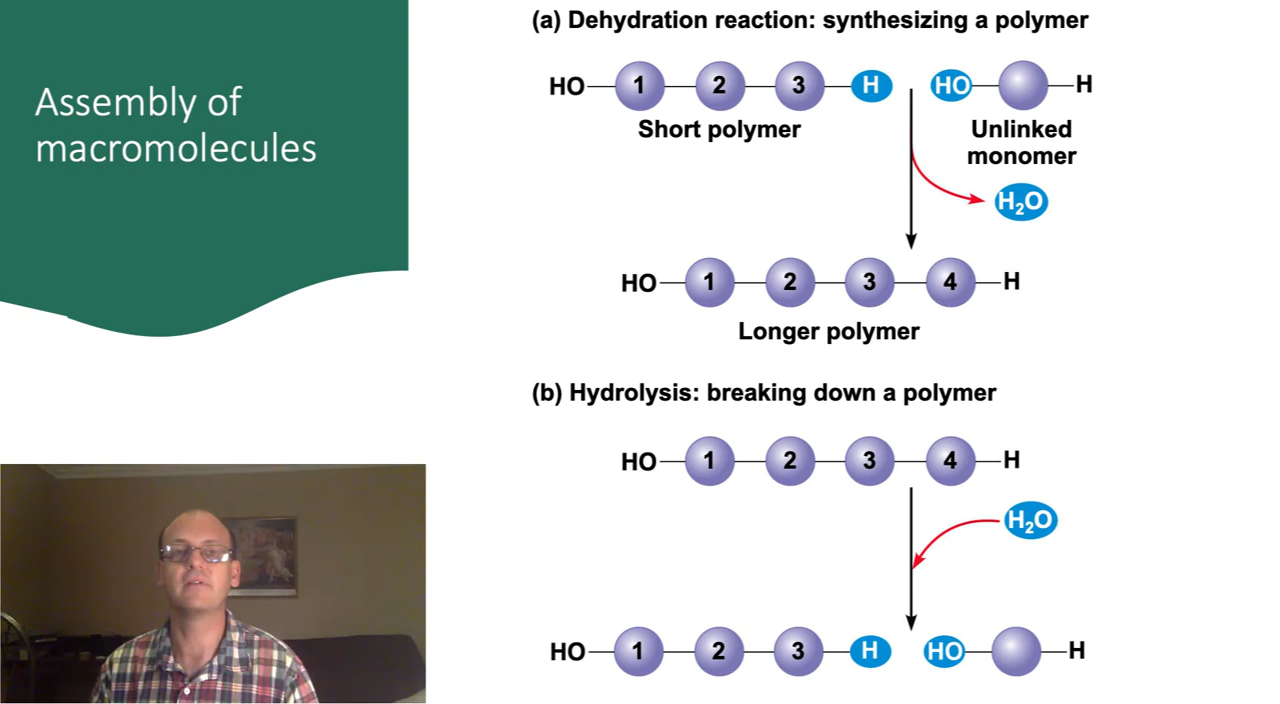 Assembly of
macromolecules
(a) Dehydration reaction: synthesizing a polymer
HO 1 2 3 H HO H
Short polymer
Unlinked
monomer
H₂O
HO 1 2 3 4 H
Longer polymer
(b) Hydrolysis: breaking down a polymer
HO 1 2 3 4 H
H₂O
HO 1 2 3 H HO H